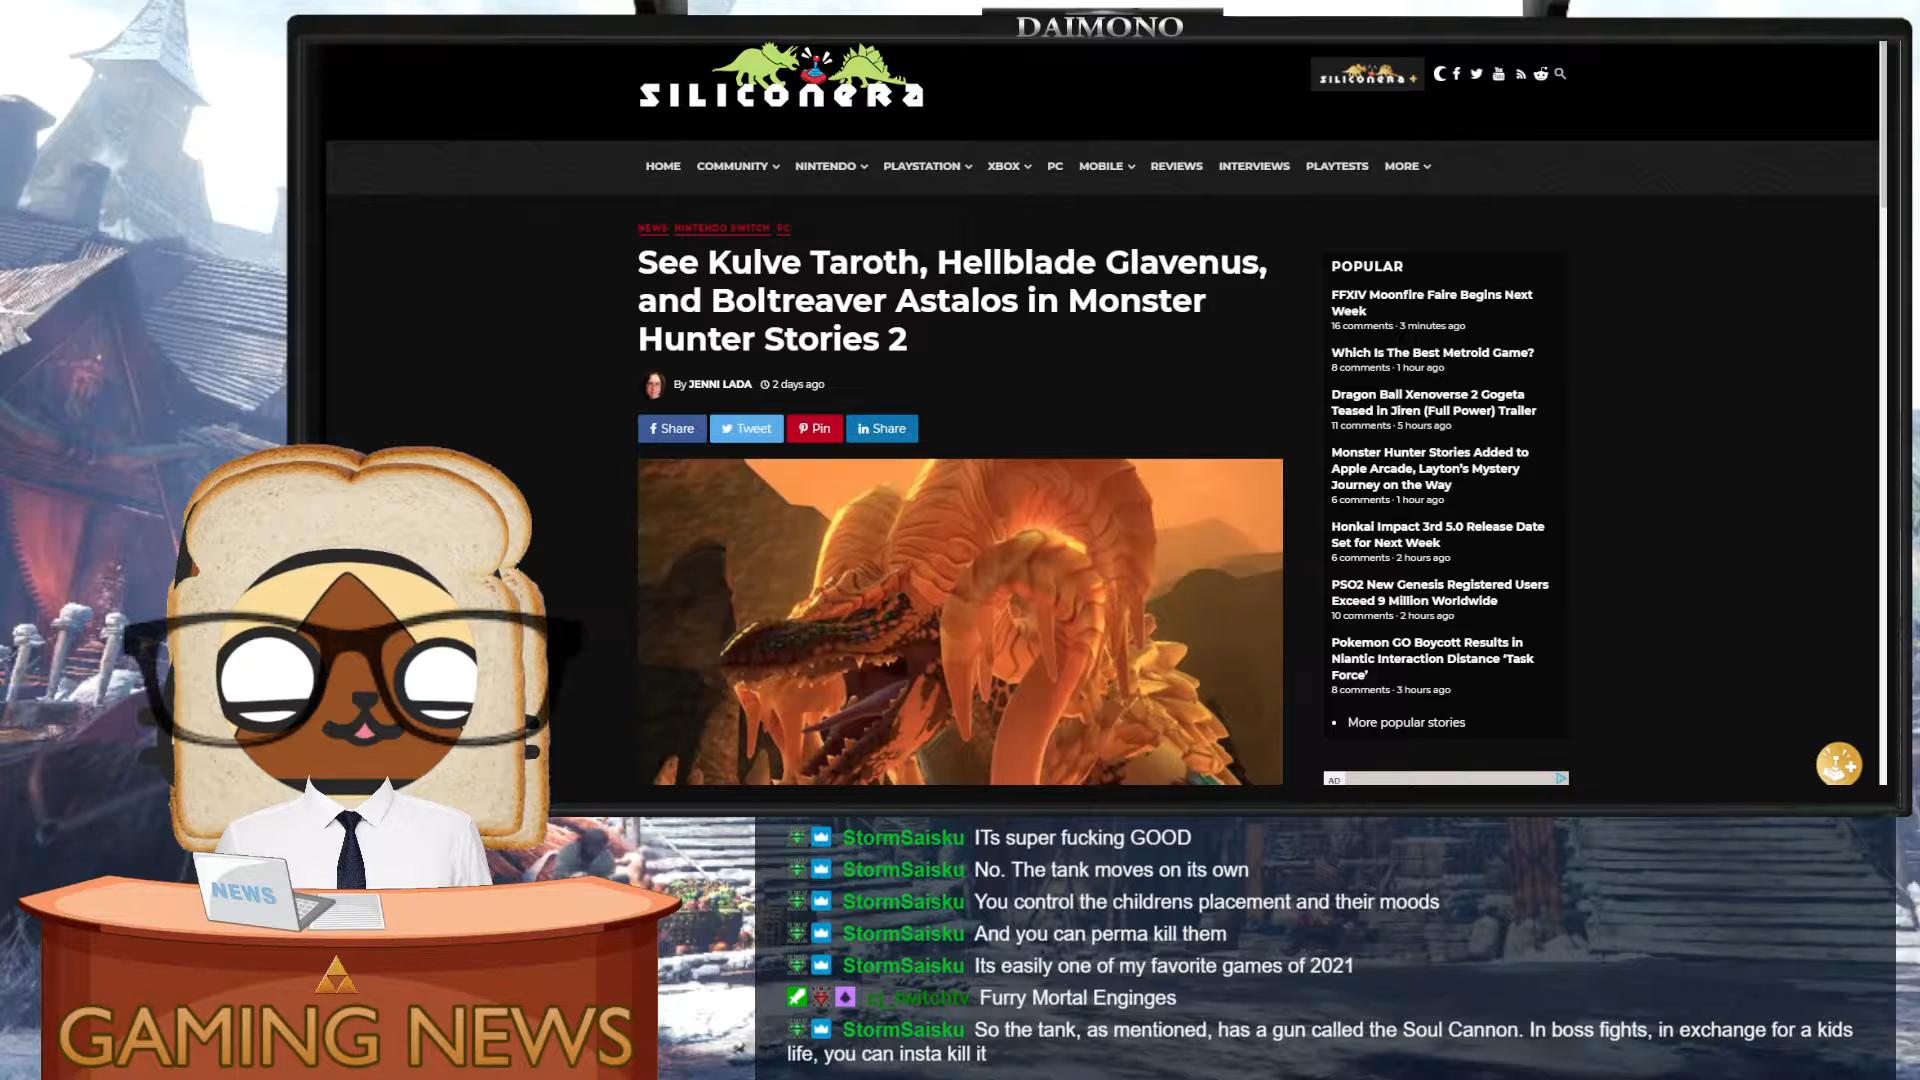 DAIMONO
SILICONERA
SILICONERA +
HOME COMMUNITY NINTENDO PLAYSTATION XBOX PC MOBILE REVIEWS INTERVIEWS PLAYTESTS MORE
NEWS NINTENDO SWITCH PC
See Kulve Taroth, Hellblade Glavenus,
and Boltreaver Astalos in Monster
Hunter Stories 2
By JENNI LADA 2 days ago
Share Tweet Pin Share
POPULAR
FFXIV Moonfire Faire Begins Next
Week
16 comments · 3 minutes ago
Which Is The Best Metroid Game?
8 comments · 1 hour ago
Dragon Ball Xenoverse 2 Gogeta
Teased in Jiren (Full Power) Trailer
11 comments · 5 hours ago
Monster Hunter Stories Added to
Apple Arcade, Layton's Mystery
Journey on the Way
6 comments · 1 hour ago
Honkai Impact 3rd 5.0 Release Date
Set for Next Week
6 comments · 2 hours ago
PSO2 New Genesis Registered Users
Exceed 9 Million Worldwide
10 comments · 2 hours ago
Pokemon GO Boycott Results in
Niantic Interaction Distance ‘Task
Force’
8 comments · 3 hours ago
• More popular stories
AD
StormSaisku ITs super fucking GOOD
StormSaisku No. The tank moves on its own
StormSaisku You control the childrens placement and their moods
StormSaisku And you can perma kill them
StormSaisku Its easily one of my favorite games of 2021
Furry Mortal Enginges
StormSaisku So the tank, as mentioned, has a gun called the Soul Cannon. In boss fights, in exchange for a kids
life, you can insta kill it
NEWS
GAMING NEWS